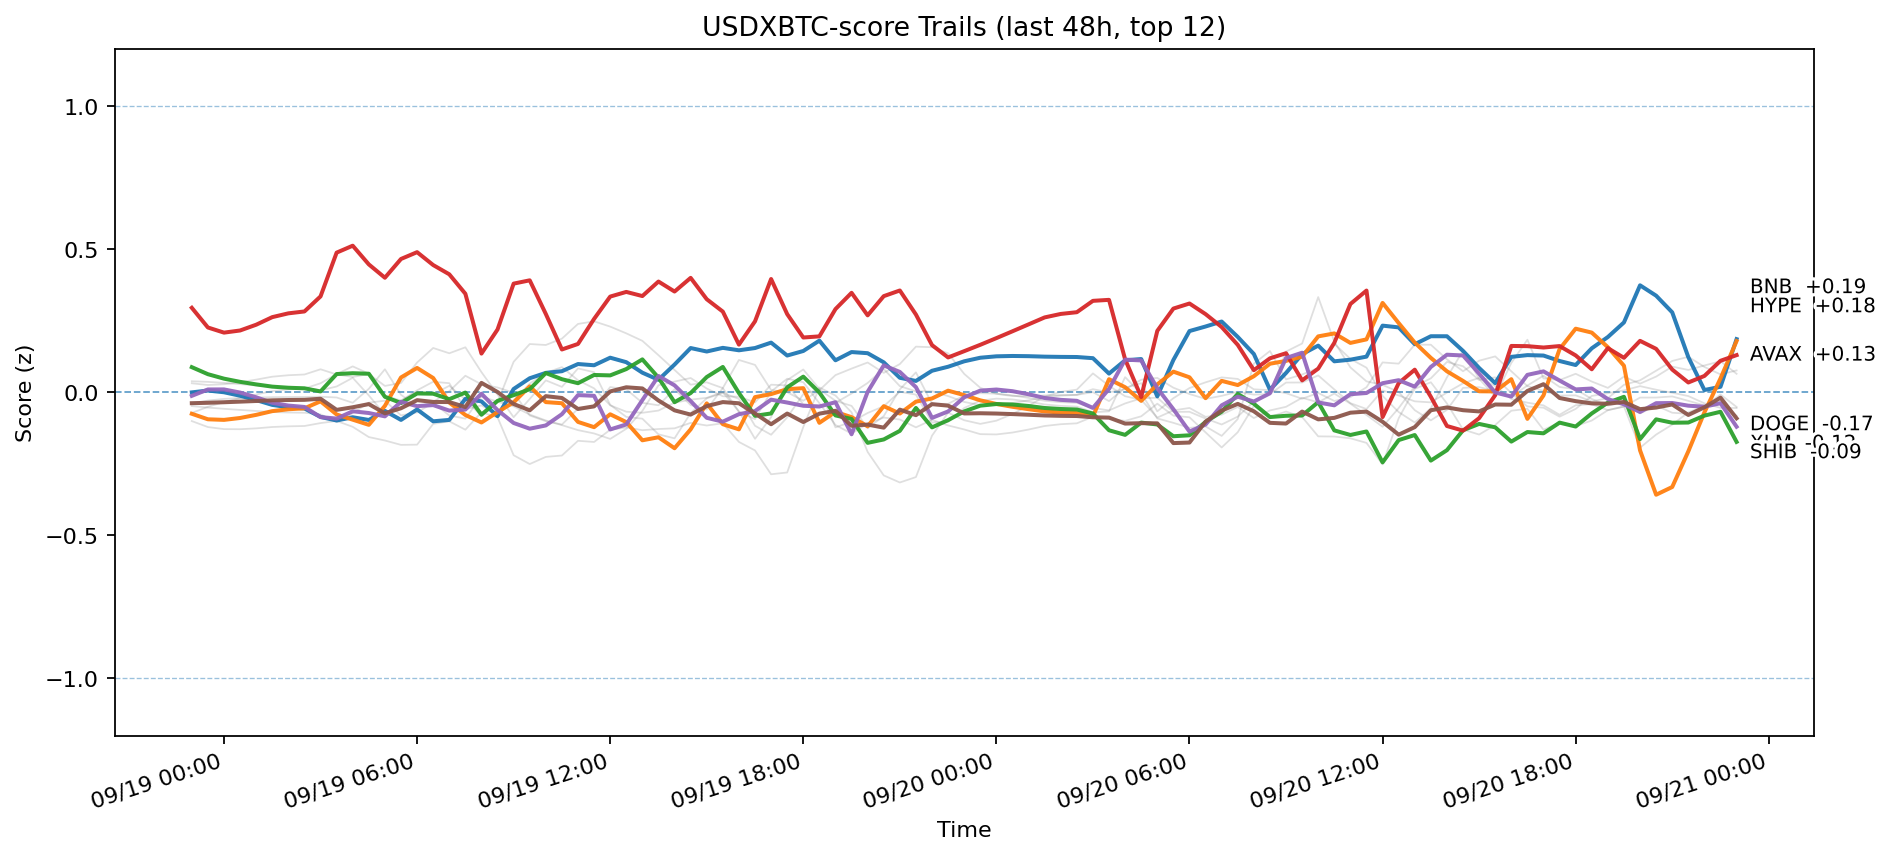 USDXBTC-score Trails (last 48h, top 12)
Score (z)
1.0
0.5
0.0
−0.5
−1.0
BNB +0.19
HYPE +0.18
AVAX +0.13
DOGE -0.17
SHIB -0.09
09/19 00:00
09/19 06:00
09/19 12:00
09/19 18:00
09/20 00:00
09/20 06:00
09/20 12:00
09/20 18:00
09/21 00:00
Time